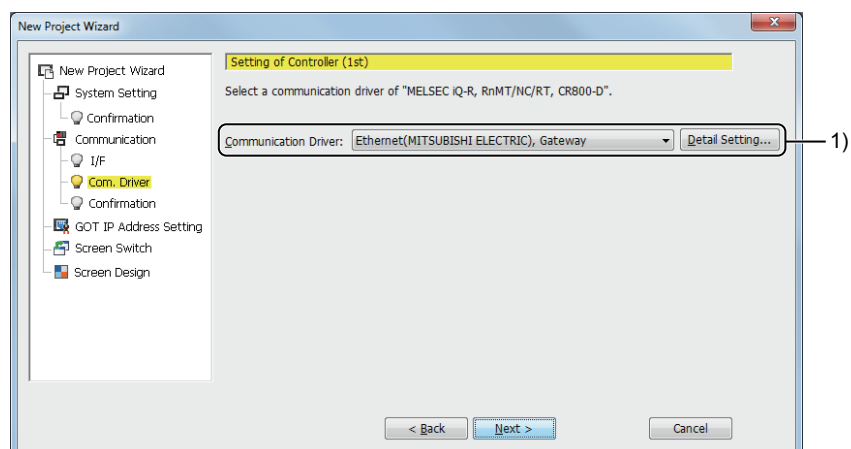 New Project Wizard
x
New Project Wizard
System Setting
Confirmation
Communication
I/F
Com. Driver
Confirmation
GOT IP Address Setting
Screen Switch
Screen Design
Setting of Controller (1st)
Select a communication driver of "MELSEC iQ-R, RnMT/NC/RT, CR800-D".
Communication Driver: Ethernet(MITSUBISHI ELECTRIC), Gateway Detail Setting... 1)
< Back Next > Cancel